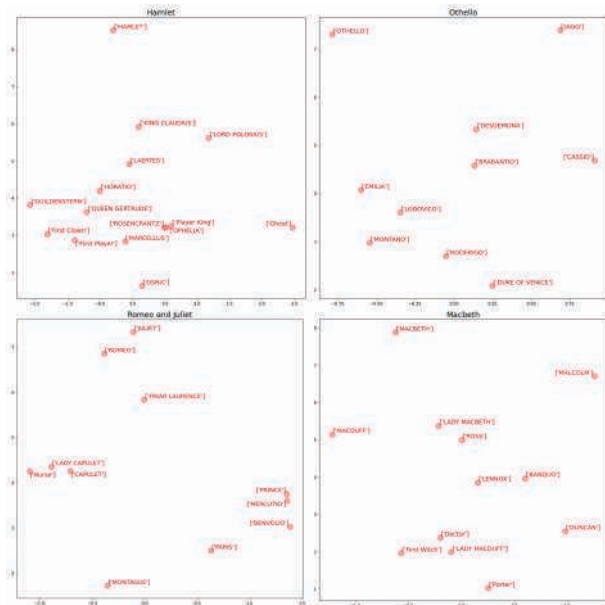 Hamlet
['HAMLET']
['KING CLAUDIUS']
['LORD POLONIUS']
['LAERTES']
['HORATIO']
['GUILDENSTERN']
['QUEEN GERTRUDE']
['ROSENCRANTZ']
['Player King']
['OPHELIA']
['Ghost']
['First Clown']
['First Player']
['MARCELLUS']
['OSRIC']
Othello
['OTHELLO']
['IAGO']
['DESDEMONA']
['BRABANTIO']
['CASSIO']
['EMILIA']
['LODOVICO']
['MONTANO']
['RODERIGO']
['DUKE OF VENICE']
Romeo and Juliet
['JULIET']
['ROMEO']
['FRIAR LAURENCE']
['LADY CAPULET']
['Nurse']
['CAPULET']
['PRINCE']
['MERCUTIO']
['BENVOLIO']
['PARIS']
['MONTAGUE']
Macbeth
['MACBETH']
['MALCOLM']
['LADY MACBETH']
['MACDUFF']
['ROSS']
['LENNOX']
['BANQUO']
['DUNCAN']
['Doctor']
['First Witch']
['LADY MACDUFF']
['Porter']